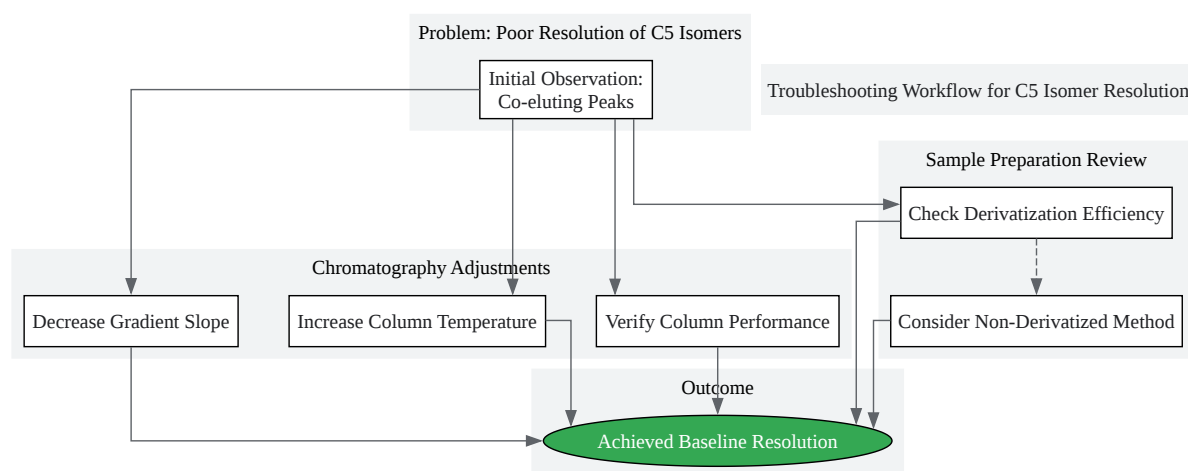 Problem: Poor Resolution of C5 Isomers
Initial Observation:
Co-eluting Peaks
Troubleshooting Workflow for C5 Isomer Resolution
Sample Preparation Review
Check Derivatization Efficiency
Chromatography Adjustments
Decrease Gradient Slope
Increase Column Temperature
Verify Column Performance
Consider Non-Derivatized Method
Outcome
Achieved Baseline Resolution